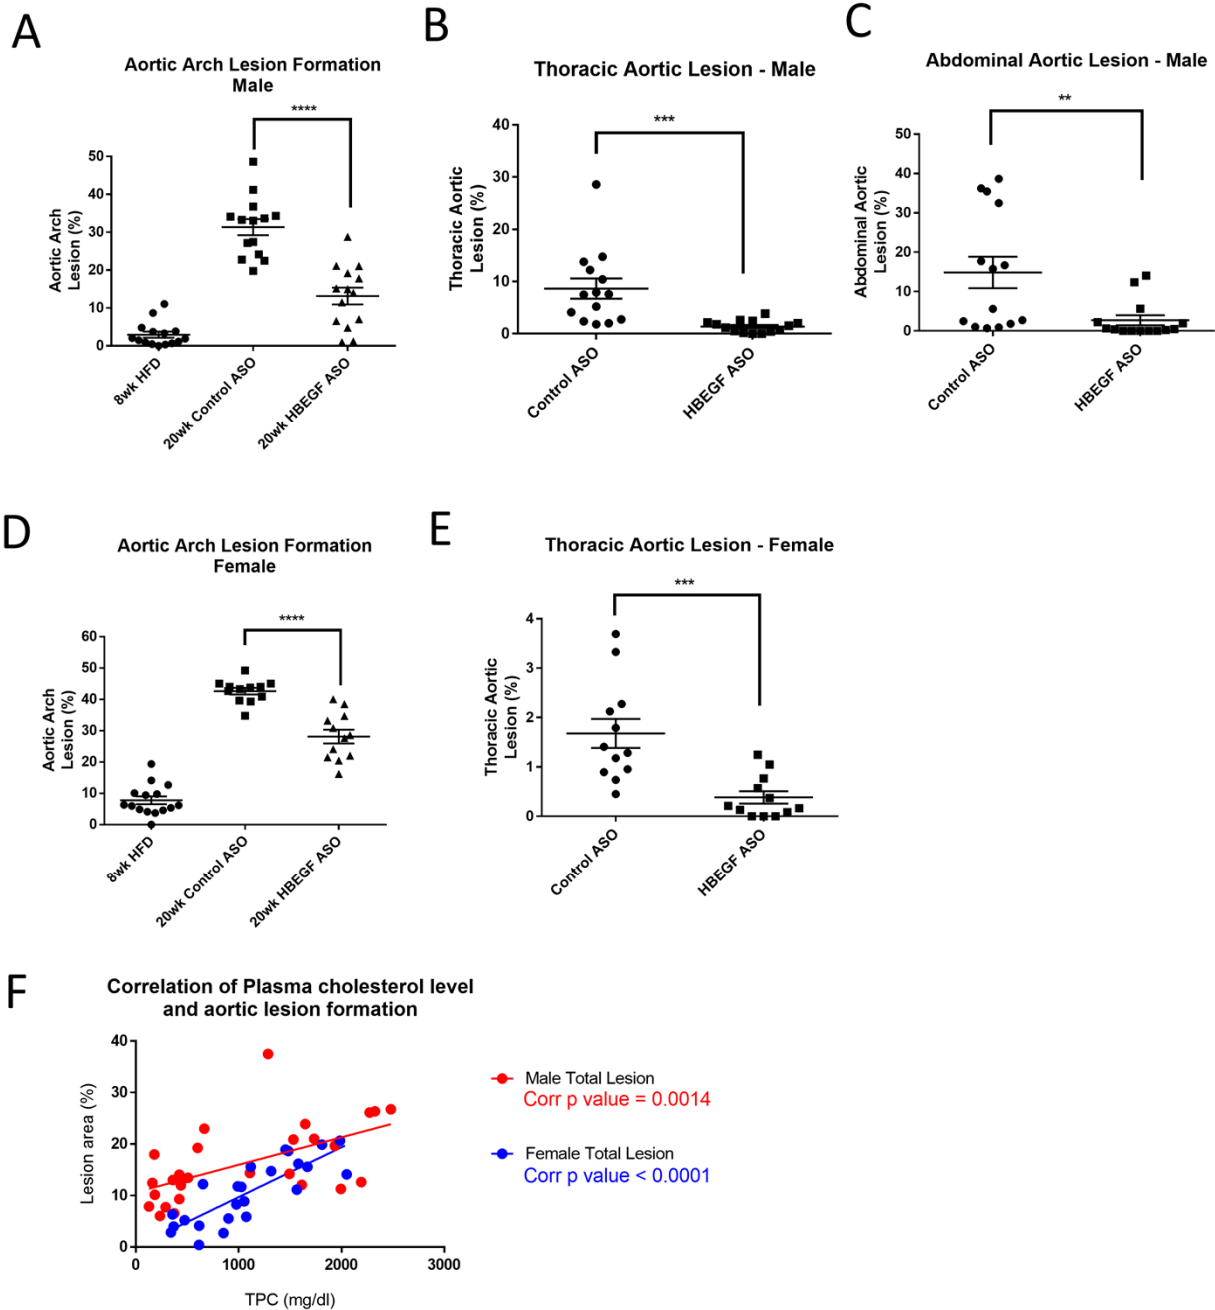 A
Aortic Arch Lesion Formation
Male
****
Aortic Arch
Lesion (%)
50
40
30
20
10
0
8wk HFD
20wk Control ASO
20wk HBEGF ASO
B
Thoracic Aortic Lesion - Male
***
Thoracic Aortic
Lesion (%)
40
30
20
10
0
Control ASO
HBEGF ASO
C
Abdominal Aortic Lesion - Male
**
Abdominal Aortic
Lesion (%)
50
40
30
20
10
0
Control ASO
HBEGF ASO
D
Aortic Arch Lesion Formation
Female
****
Aortic Arch
Lesion (%)
60
50
40
30
20
10
0
8wk HFD
20wk Control ASO
20wk HBEGF ASO
E
Thoracic Aortic Lesion - Female
***
Thoracic Aortic
Lesion (%)
4
3
2
1
0
Control ASO
HBEGF ASO
F
Correlation of Plasma cholesterol level
and aortic lesion formation
Lesion area (%)
40
30
20
10
0
0
1000
2000
3000
TPC (mg/dl)
Male Total Lesion
Corr p value = 0.0014
Female Total Lesion
Corr p value < 0.0001